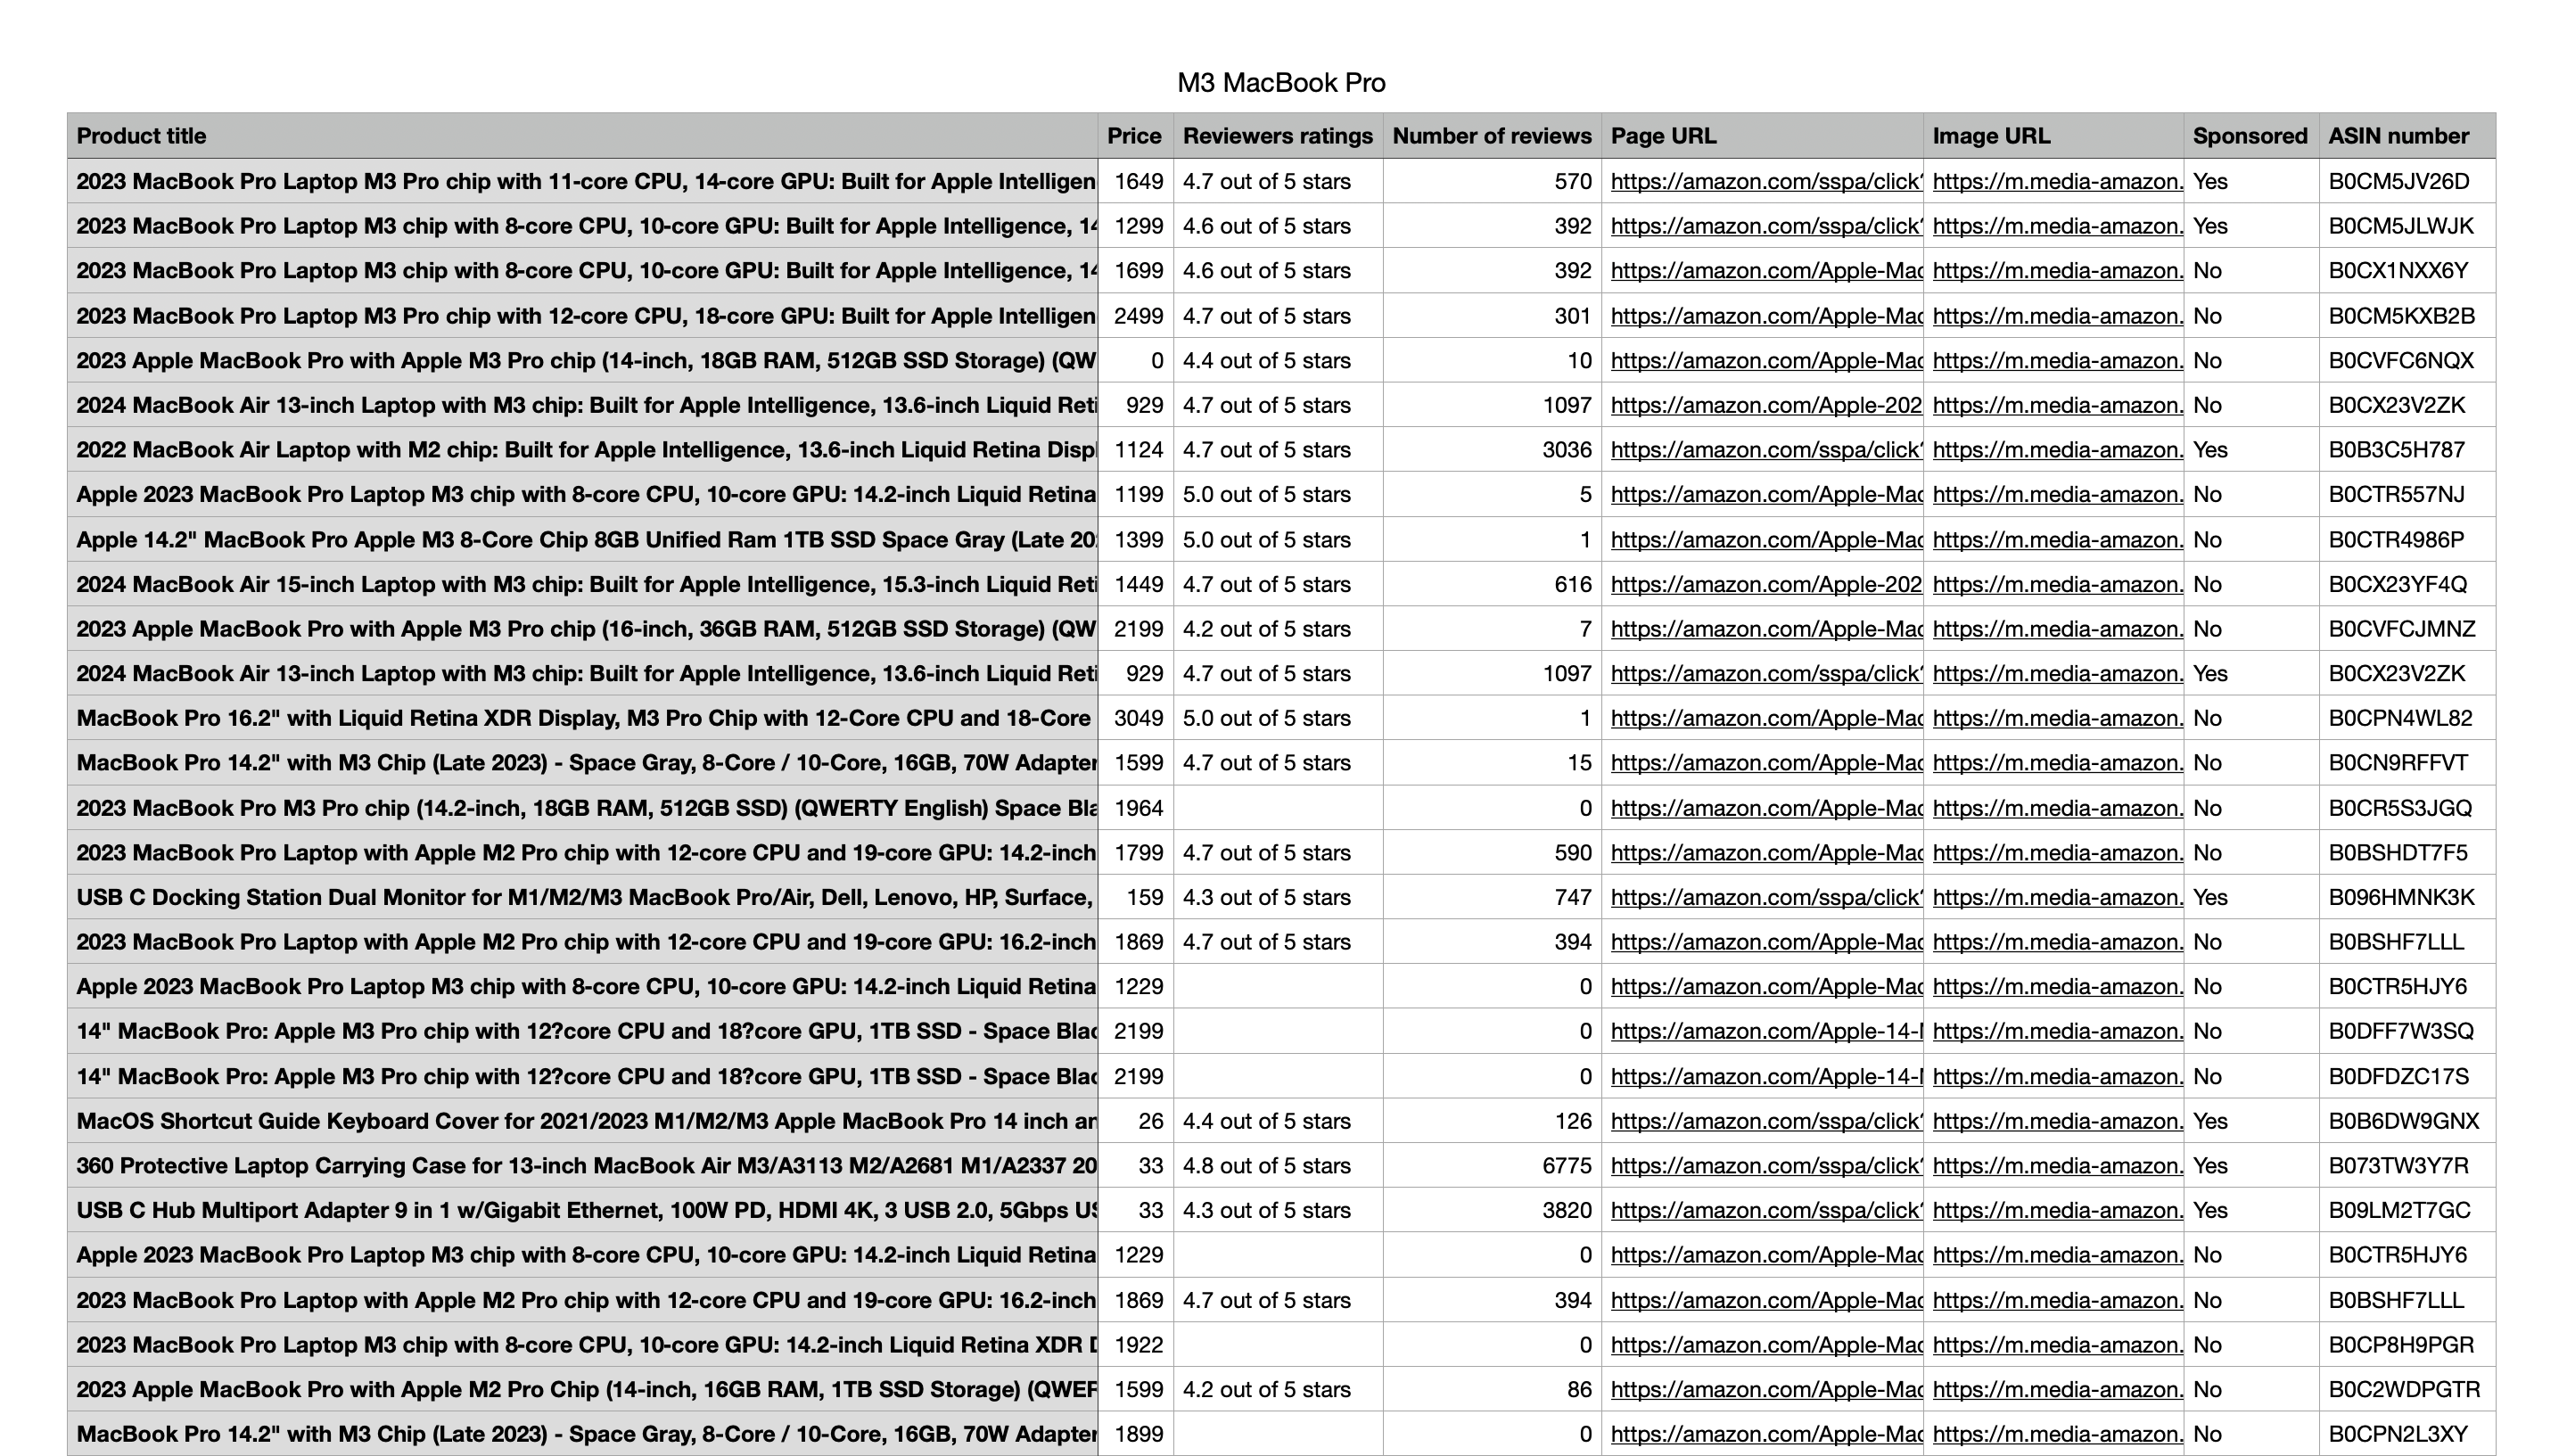 M3 MacBook Pro
Product title Price Reviewers ratings Number of reviews Page URL Image URL Sponsored ASIN number
2023 MacBook Pro Laptop M3 Pro chip with 11-core CPU, 14-core GPU: Built for Apple Intelligen 1649 4.7 out of 5 stars 570 https://amazon.com/sspa/click? https://m.media-amazon. Yes B0CM5JV26D
2023 MacBook Pro Laptop M3 chip with 8-core CPU, 10-core GPU: Built for Apple Intelligence, 14 1299 4.6 out of 5 stars 392 https://amazon.com/sspa/click? https://m.media-amazon. Yes B0CM5JLWJK
2023 MacBook Pro Laptop M3 chip with 8-core CPU, 10-core GPU: Built for Apple Intelligence, 14 1699 4.6 out of 5 stars 392 https://amazon.com/Apple-Mac https://m.media-amazon. No B0CX1NXX6Y
2023 MacBook Pro Laptop M3 Pro chip with 12-core CPU, 18-core GPU: Built for Apple Intelligen 2499 4.7 out of 5 stars 301 https://amazon.com/Apple-Mac https://m.media-amazon. No B0CM5KXB2B
2023 Apple MacBook Pro with Apple M3 Pro chip (14-inch, 18GB RAM, 512GB SSD Storage) (QW 0 4.4 out of 5 stars 10 https://amazon.com/Apple-Mac https://m.media-amazon. No B0CVFC6NQX
2024 MacBook Air 13-inch Laptop with M3 chip: Built for Apple Intelligence, 13.6-inch Liquid Reti 929 4.7 out of 5 stars 1097 https://amazon.com/Apple-202 https://m.media-amazon. No B0CX23V2ZK
2022 MacBook Air Laptop with M2 chip: Built for Apple Intelligence, 13.6-inch Liquid Retina Displ 1124 4.7 out of 5 stars 3036 https://amazon.com/sspa/click? https://m.media-amazon. Yes B0B3C5H787
Apple 2023 MacBook Pro Laptop M3 chip with 8-core CPU, 10-core GPU: 14.2-inch Liquid Retina 1199 5.0 out of 5 stars 5 https://amazon.com/Apple-Mac https://m.media-amazon. No B0CTR557NJ
Apple 14.2" MacBook Pro Apple M3 8-Core Chip 8GB Unified Ram 1TB SSD Space Gray (Late 20 1399 5.0 out of 5 stars 1 https://amazon.com/Apple-Mac https://m.media-amazon. No B0CTR4986P
2024 MacBook Air 15-inch Laptop with M3 chip: Built for Apple Intelligence, 15.3-inch Liquid Reti 1449 4.7 out of 5 stars 616 https://amazon.com/Apple-202 https://m.media-amazon. No B0CX23YF4Q
2023 Apple MacBook Pro with Apple M3 Pro chip (16-inch, 36GB RAM, 512GB SSD Storage) (QW 2199 4.2 out of 5 stars 7 https://amazon.com/Apple-Mac https://m.media-amazon. No B0CVFCJMNZ
2024 MacBook Air 13-inch Laptop with M3 chip: Built for Apple Intelligence, 13.6-inch Liquid Reti 929 4.7 out of 5 stars 1097 https://amazon.com/sspa/click? https://m.media-amazon. Yes B0CX23V2ZK
MacBook Pro 16.2" with Liquid Retina XDR Display, M3 Pro Chip with 12-Core CPU and 18-Core 3049 5.0 out of 5 stars 1 https://amazon.com/Apple-Mac https://m.media-amazon. No B0CPN4WL82
MacBook Pro 14.2" with M3 Chip (Late 2023) - Space Gray, 8-Core / 10-Core, 16GB, 70W Adapter 1599 4.7 out of 5 stars 15 https://amazon.com/Apple-Mac https://m.media-amazon. No B0CN9RFFVT
2023 MacBook Pro M3 Pro chip (14.2-inch, 18GB RAM, 512GB SSD) (QWERTY English) Space Bla 1964 0 https://amazon.com/Apple-Mac https://m.media-amazon. No B0CR5S3JGQ
2023 MacBook Pro Laptop with Apple M2 Pro chip with 12-core CPU and 19-core GPU: 14.2-inch 1799 4.7 out of 5 stars 590 https://amazon.com/Apple-Mac https://m.media-amazon. No B0BSHDT7F5
USB C Docking Station Dual Monitor for M1/M2/M3 MacBook Pro/Air, Dell, Lenovo, HP, Surface, 159 4.3 out of 5 stars 747 https://amazon.com/sspa/click? https://m.media-amazon. Yes B096HMNK3K
2023 MacBook Pro Laptop with Apple M2 Pro chip with 12-core CPU and 19-core GPU: 16.2-inch 1869 4.7 out of 5 stars 394 https://amazon.com/Apple-Mac https://m.media-amazon. No B0BSHF7LLL
Apple 2023 MacBook Pro Laptop M3 chip with 8-core CPU, 10-core GPU: 14.2-inch Liquid Retina 1229 0 https://amazon.com/Apple-Mac https://m.media-amazon. No B0CTR5HJY6
14" MacBook Pro: Apple M3 Pro chip with 12?core CPU and 18?core GPU, 1TB SSD - Space Blac 2199 0 https://amazon.com/Apple-14-I https://m.media-amazon. No B0DFF7W3SQ
14" MacBook Pro: Apple M3 Pro chip with 12?core CPU and 18?core GPU, 1TB SSD - Space Blac 2199 0 https://amazon.com/Apple-14-I https://m.media-amazon. No B0DFDZC17S
MacOS Shortcut Guide Keyboard Cover for 2021/2023 M1/M2/M3 Apple MacBook Pro 14 inch an 26 4.4 out of 5 stars 126 https://amazon.com/sspa/click? https://m.media-amazon. Yes B0B6DW9GNX
360 Protective Laptop Carrying Case for 13-inch MacBook Air M3/A3113 M2/A2681 M1/A2337 20 33 4.8 out of 5 stars 6775 https://amazon.com/sspa/click? https://m.media-amazon. Yes B073TW3Y7R
USB C Hub Multiport Adapter 9 in 1 w/Gigabit Ethernet, 100W PD, HDMI 4K, 3 USB 2.0, 5Gbps US 33 4.3 out of 5 stars 3820 https://amazon.com/sspa/click? https://m.media-amazon. Yes B09LM2T7GC
Apple 2023 MacBook Pro Laptop M3 chip with 8-core CPU, 10-core GPU: 14.2-inch Liquid Retina 1229 0 https://amazon.com/Apple-Mac https://m.media-amazon. No B0CTR5HJY6
2023 MacBook Pro Laptop with Apple M2 Pro chip with 12-core CPU and 19-core GPU: 16.2-inch 1869 4.7 out of 5 stars 394 https://amazon.com/Apple-Mac https://m.media-amazon. No B0BSHF7LLL
2023 MacBook Pro Laptop M3 chip with 8-core CPU, 10-core GPU: 14.2-inch Liquid Retina XDR D 1922 0 https://amazon.com/Apple-Mac https://m.media-amazon. No B0CP8H9PGR
2023 Apple MacBook Pro with Apple M2 Pro Chip (14-inch, 16GB RAM, 1TB SSD Storage) (QWER 1599 4.2 out of 5 stars 86 https://amazon.com/Apple-Mac https://m.media-amazon. No B0C2WDPGTR
MacBook Pro 14.2" with M3 Chip (Late 2023) - Space Gray, 8-Core / 10-Core, 16GB, 70W Adapter 1899 0 https://amazon.com/Apple-Mac https://m.media-amazon. No B0CPN2L3XY